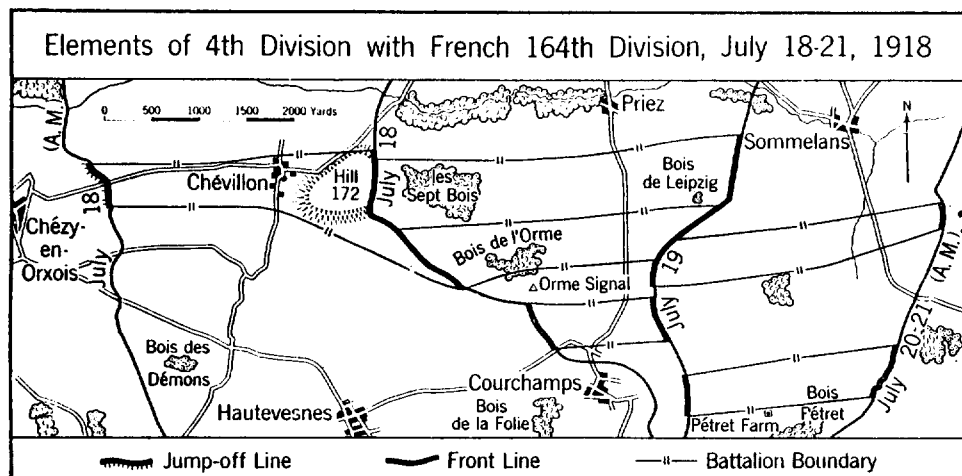 Elements of 4th Division with French 164th Division, July 18-21, 1918
0 500 1000 1500 2000 Yards
N
(A.M.)
July 18
July 18
July 19
July 20-21 (A.M.)
Priez
Sommelans
Chévillon
Hill
172
les
Sept Bois
Bois
de Leipzig
Chézy-
en-
Orxois
Bois de l'Orme
△ Orme Signal
Bois des
Démons
Courchamps
Hautevesnes
Bois
de la Folie
Bois
Pétret
Pétret Farm
Jump-off Line
Front Line
Battalion Boundary